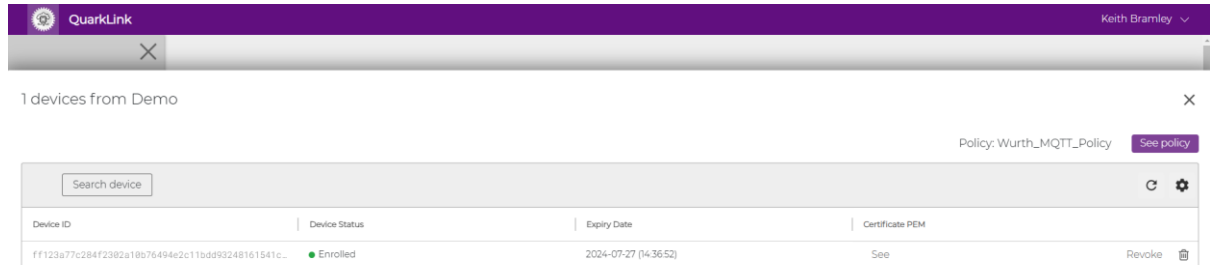 QuarkLink Keith Bramley
1 devices from Demo
Policy: Wurth_MQTT_Policy See policy
Search device
Device ID Device Status Expiry Date Certificate PEM
ff123a77c284f2302a10b76494e2c11bdd93248161541c… Enrolled 2024-07-27 (14:36:52) See Revoke